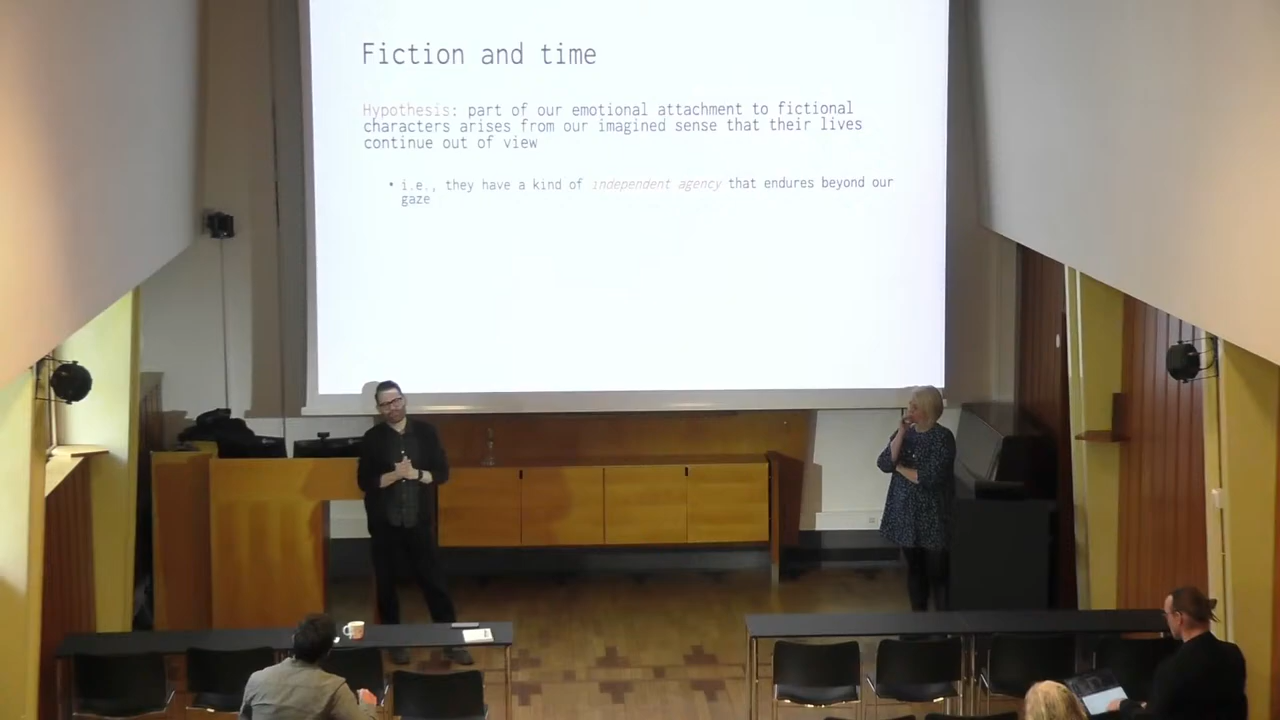 Fiction and time
Hypothesis: part of our emotional attachment to fictional
characters arises from our imagined sense that their lives
continue out of view
• i.e., they have a kind of independent agency that endures beyond our
gaze